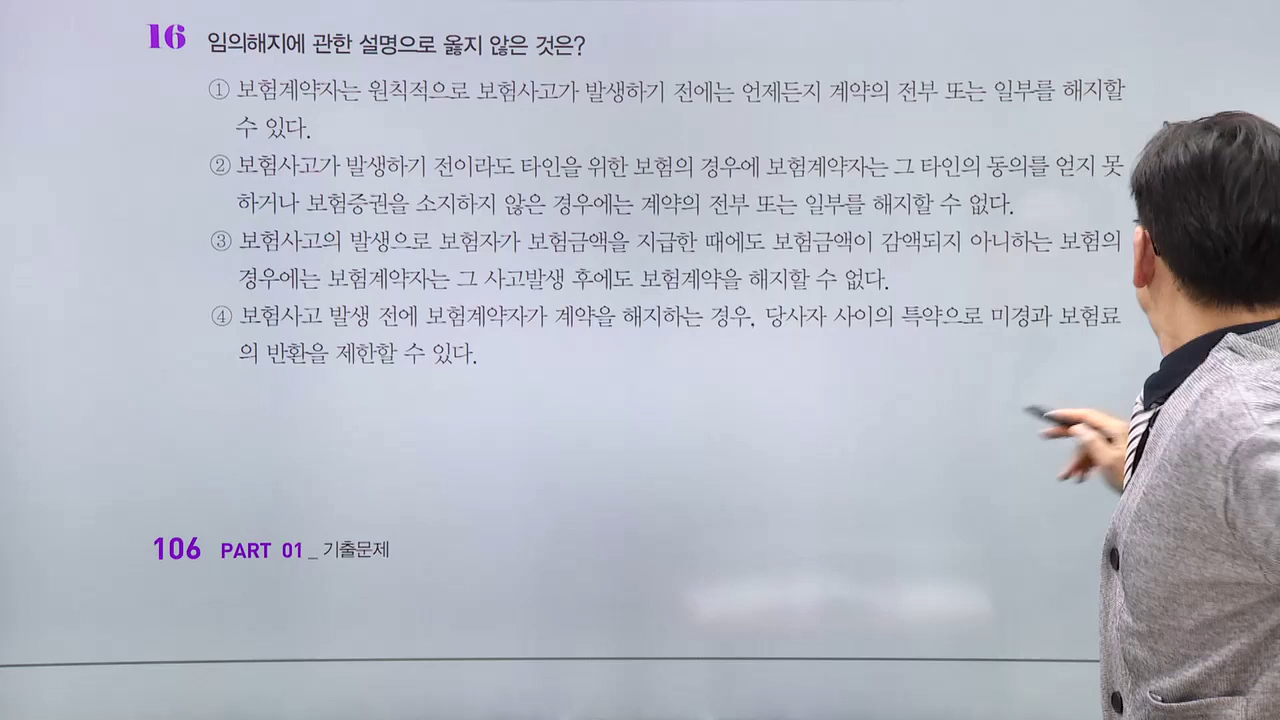 16 임의해지에 관한 설명으로 옳지 않은 것은?
① 보험계약자는 원칙적으로 보험사고가 발생하기 전에는 언제든지 계약의 전부 또는 일부를 해지할
수 있다.
② 보험사고가 발생하기 전이라도 타인을 위한 보험의 경우에 보험계약자는 그 타인의 동의를 얻지 못
하거나 보험증권을 소지하지 않은 경우에는 계약의 전부 또는 일부를 해지할 수 없다.
③ 보험사고의 발생으로 보험자가 보험금액을 지급한 때에도 보험금액이 감액되지 아니하는 보험의
경우에는 보험계약자는 그 사고발생 후에도 보험계약을 해지할 수 없다.
④ 보험사고 발생 전에 보험계약자가 계약을 해지하는 경우, 당사자 사이의 특약으로 미경과 보험료
의 반환을 제한할 수 있다.
106 PART 01 _ 기출문제